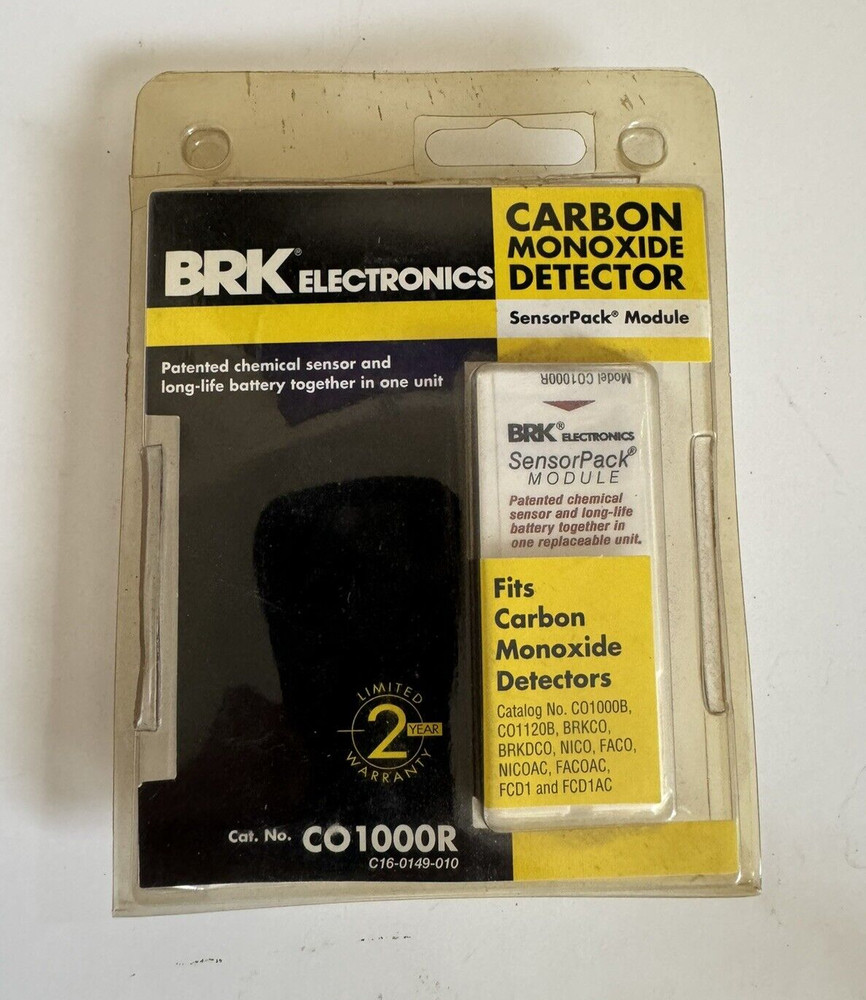 BRK® ELECTRONICS
CARBON
MONOXIDE
DETECTOR
SensorPack® Module
Patented chemical sensor and
long-life battery together in one unit
Model CO1000R
BRK® ELECTRONICS
SensorPack®
MODULE
Patented chemical
sensor and long-life
battery together in
one replaceable unit.
Fits
Carbon
Monoxide
Detectors
Catalog No. CO1000B,
CO1120B, BRKCO,
BRKDCO, NICO, FACO,
NICOAC, FACOAC,
FCD1 and FCD1AC
LIMITED
2 YEAR
WARRANTY
Cat. No. CO1000R
C16-0149-010